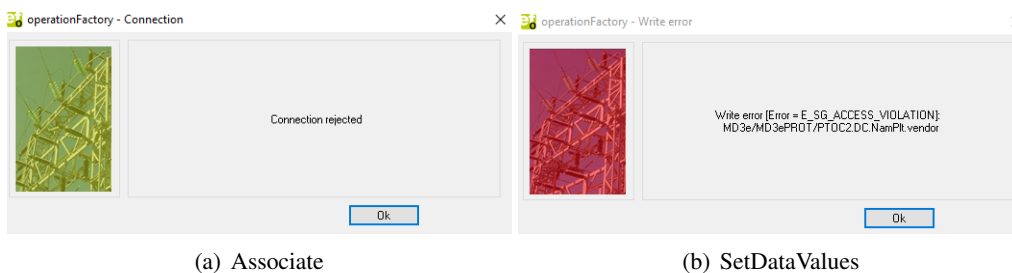 operationFactory - Connection
Connection rejected
Ok
operationFactory - Write error
Write error [Error = E_SG_ACCESS_VIOLATION]:
MD3e/MD3ePROT/PTOC2.DC.NamPlt.vendor
Ok
(a) Associate
(b) SetDataValues